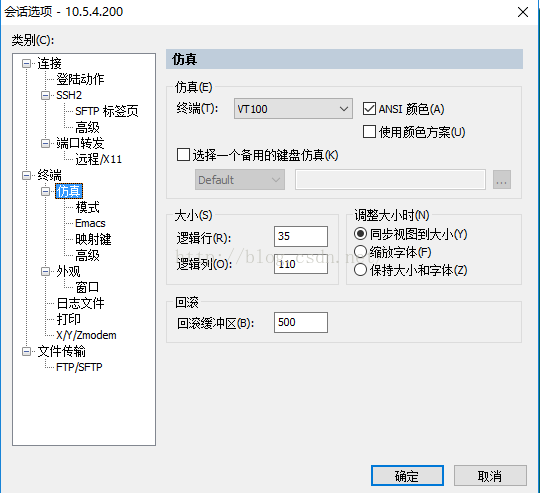 会话选项 - 10.5.4.200
类别(C):
连接
登陆动作
SSH2
SFTP 标签页
高级
端口转发
远程/X11
终端
仿真
模式
Emacs
映射键
高级
外观
窗口
日志文件
打印
X/Y/Zmodem
文件传输
FTP/SFTP
仿真
仿真(E)
终端(T): VT100 ANSI 颜色(A)
使用颜色方案(U)
选择一个备用的键盘仿真(K)
Default ...
大小(S)
逻辑行(R): 35
逻辑列(O): 110
调整大小时(N)
同步视图到大小(Y)
缩放字体(F)
保持大小和字体(Z)
http://blog.csdn.net
回滚
回滚缓冲区(B): 500
确定 取消